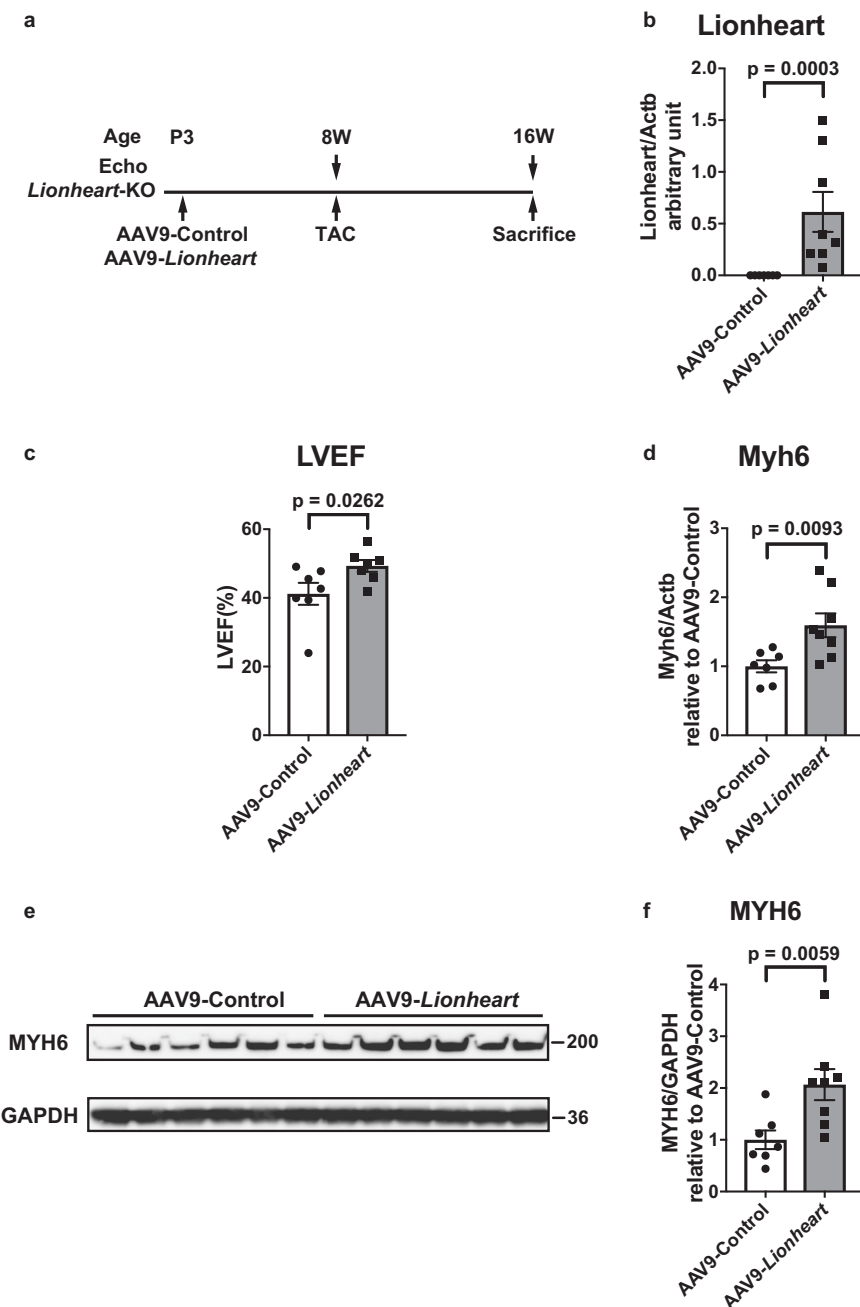 a
Age P3 8W 16W
Echo
Lionheart-KO
AAV9-Control TAC Sacrifice
AAV9-Lionheart
b
Lionheart
p = 0.0003
Lionheart/Actb
arbitrary unit
2.0
1.5
1.0
0.5
0.0
AAV9-Control
AAV9-Lionheart
c
LVEF
p = 0.0262
LVEF(%)
60
40
20
0
AAV9-Control
AAV9-Lionheart
d
Myh6
p = 0.0093
Myh6/Actb
relative to AAV9-Control
3
2
1
0
AAV9-Control
AAV9-Lionheart
e
AAV9-Control AAV9-Lionheart
MYH6 200
GAPDH 36
f
MYH6
p = 0.0059
MYH6/GAPDH
relative to AAV9-Control
4
3
2
1
0
AAV9-Control
AAV9-Lionheart